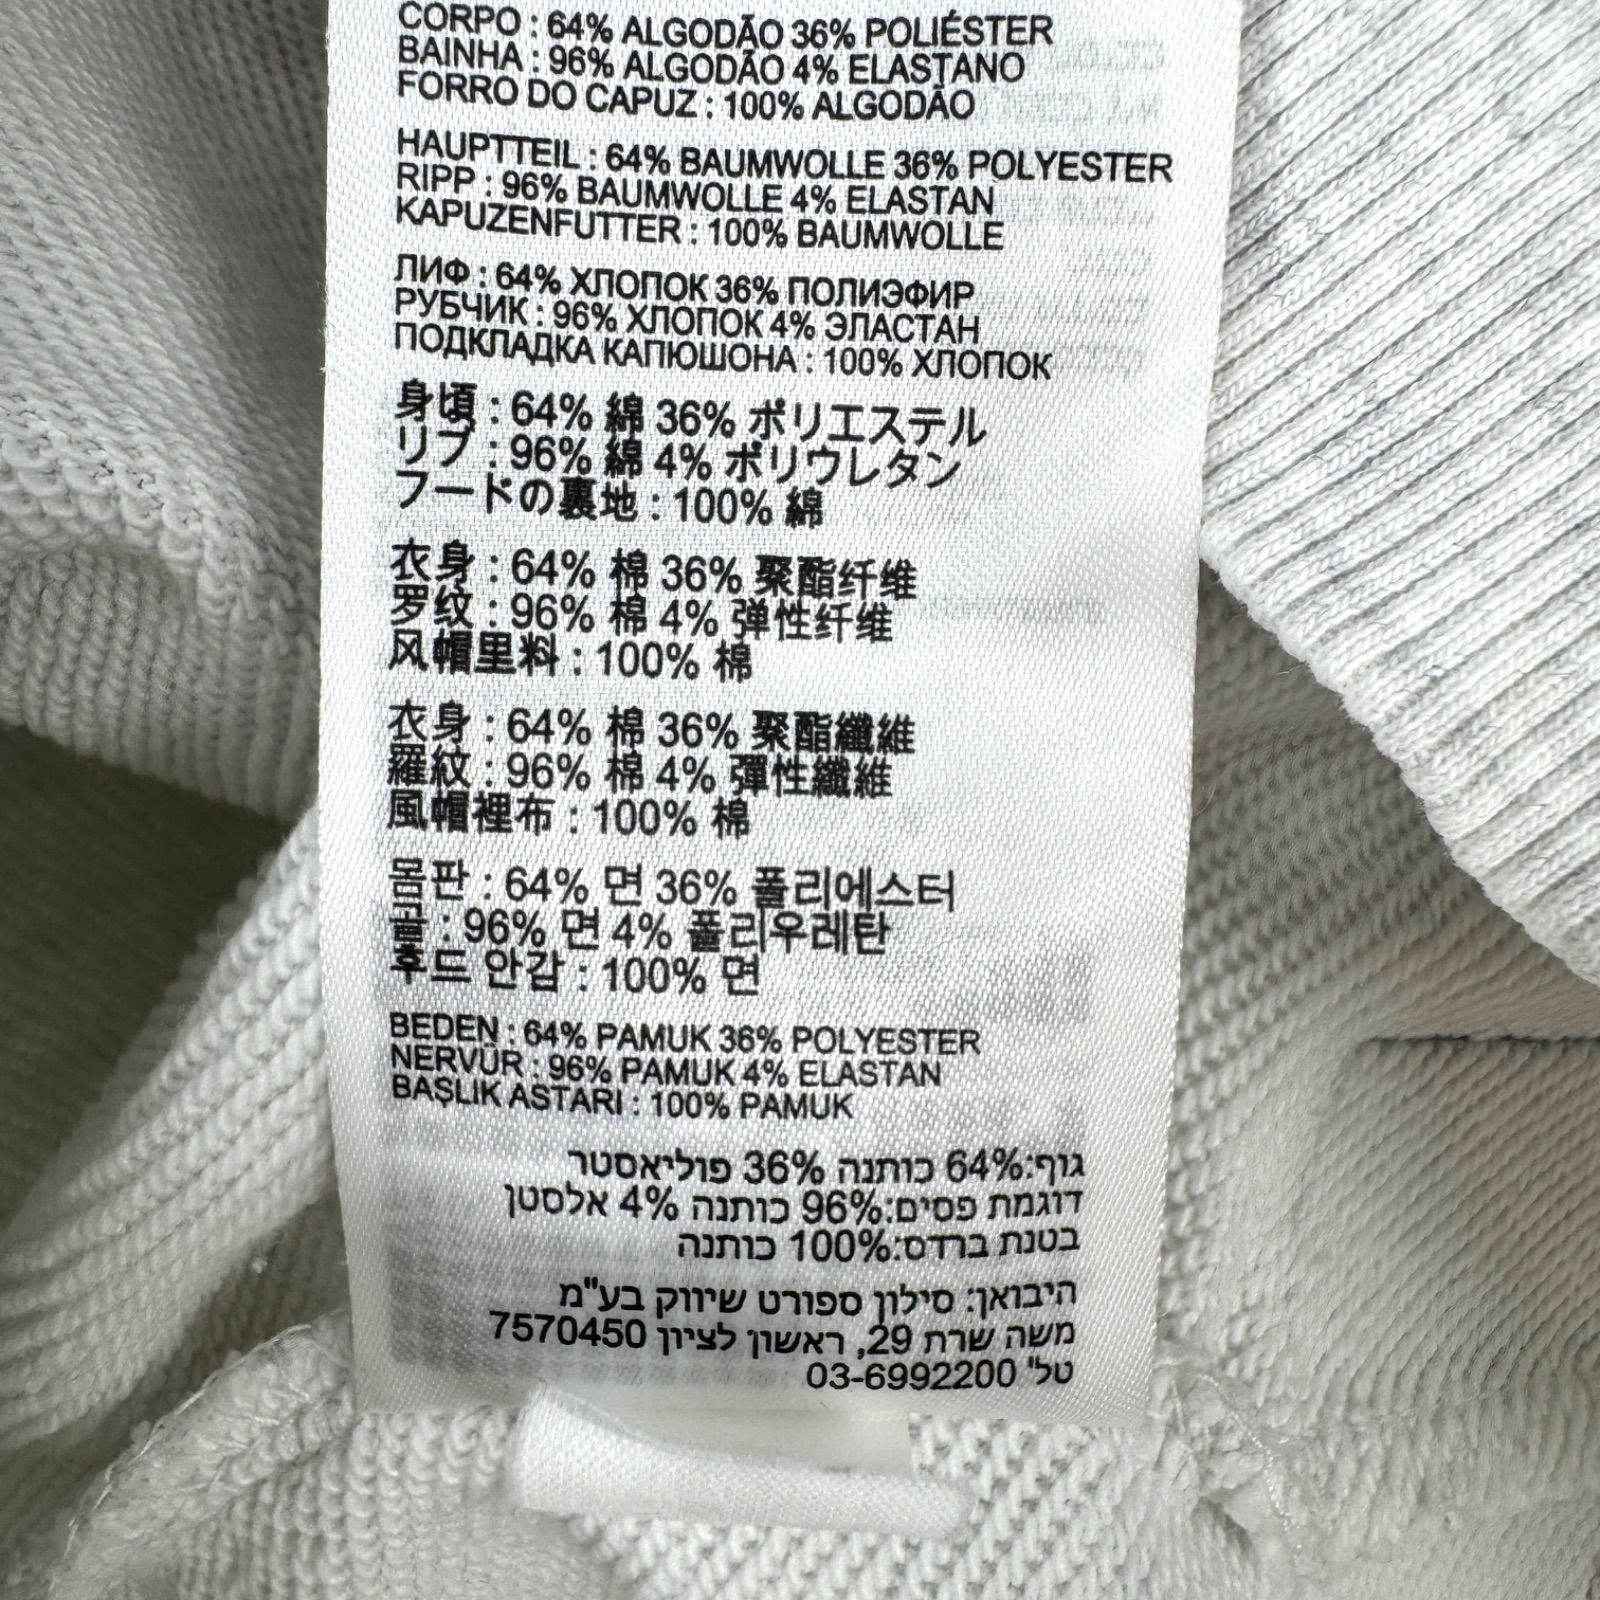 CORPO : 64% ALGODÃO 36% POLIÉSTER
BAINHA : 96% ALGODÃO 4% ELASTANO
FORRO DO CAPUZ : 100% ALGODÃO
HAUPTTEIL : 64% BAUMWOLLE 36% POLYESTER
RIPP : 96% BAUMWOLLE 4% ELASTAN
KAPUZENFUTTER : 100% BAUMWOLLE
ЛИФ : 64% ХЛОПОК 36% ПОЛИЭФИР
РУБЧИК : 96% ХЛОПОК 4% ЭЛАСТАН
ПОДКЛАДКА КАПЮШОНА : 100% ХЛОПОК
身頃 : 64% 綿 36% ポリエステル
リブ : 96% 綿 4% ポリウレタン
フードの裏地 : 100% 綿
衣身 : 64% 棉 36% 聚酯纤维
罗纹 : 96% 棉 4% 弹性纤维
风帽里料 : 100% 棉
衣身 : 64% 棉 36% 聚酯纖維
羅紋 : 96% 棉 4% 彈性纖維
風帽裡布 : 100% 棉
몸판 : 64% 면 36% 폴리에스터
골 : 96% 면 4% 폴리우레탄
후드 안감 : 100% 면
BEDEN : 64% PAMUK 36% POLYESTER
NERVÜR : 96% PAMUK 4% ELASTAN
BAŞLIK ASTARI : 100% PAMUK
גוף:64% כותנה 36% פוליאסטר
דוגמת פסים:96% כותנה 4% אלסטן
בטנת ברדס:100% כותנה
היבואן: סילון ספורט שיווק בע"מ
משה שרת 29, ראשון לציון 7570450
טל' 03-6992200